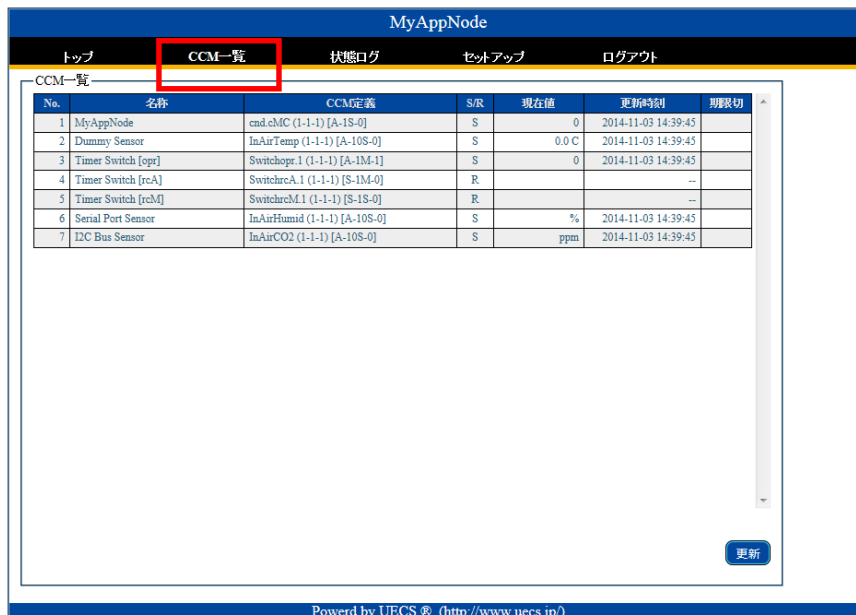 MyAppNode
トップ CCM一覧 状態ログ セットアップ ログアウト
CCM一覧
No. 名称 CCM定義 S/R 現在値 更新時刻 期限切
1 MyAppNode cnd.cMC (1-1-1) [A-1S-0] S 0 2014-11-03 14:39:45
2 Dummy Sensor InAirTemp (1-1-1) [A-10S-0] S 0.0 C 2014-11-03 14:39:45
3 Timer Switch [opr] Switchopr.1 (1-1-1) [A-1M-1] S 0 2014-11-03 14:39:45
4 Timer Switch [rcA] SwitchrcA.1 (1-1-1) [S-1M-0] R --
5 Timer Switch [rcM] SwitchrcM.1 (1-1-1) [S-1S-0] R --
6 Serial Port Sensor InAirHumid (1-1-1) [A-10S-0] S % 2014-11-03 14:39:45
7 I2C Bus Sensor InAirCO2 (1-1-1) [A-10S-0] S ppm 2014-11-03 14:39:45
更新
Powerd by UECS ® (http://www.uecs.jp/)